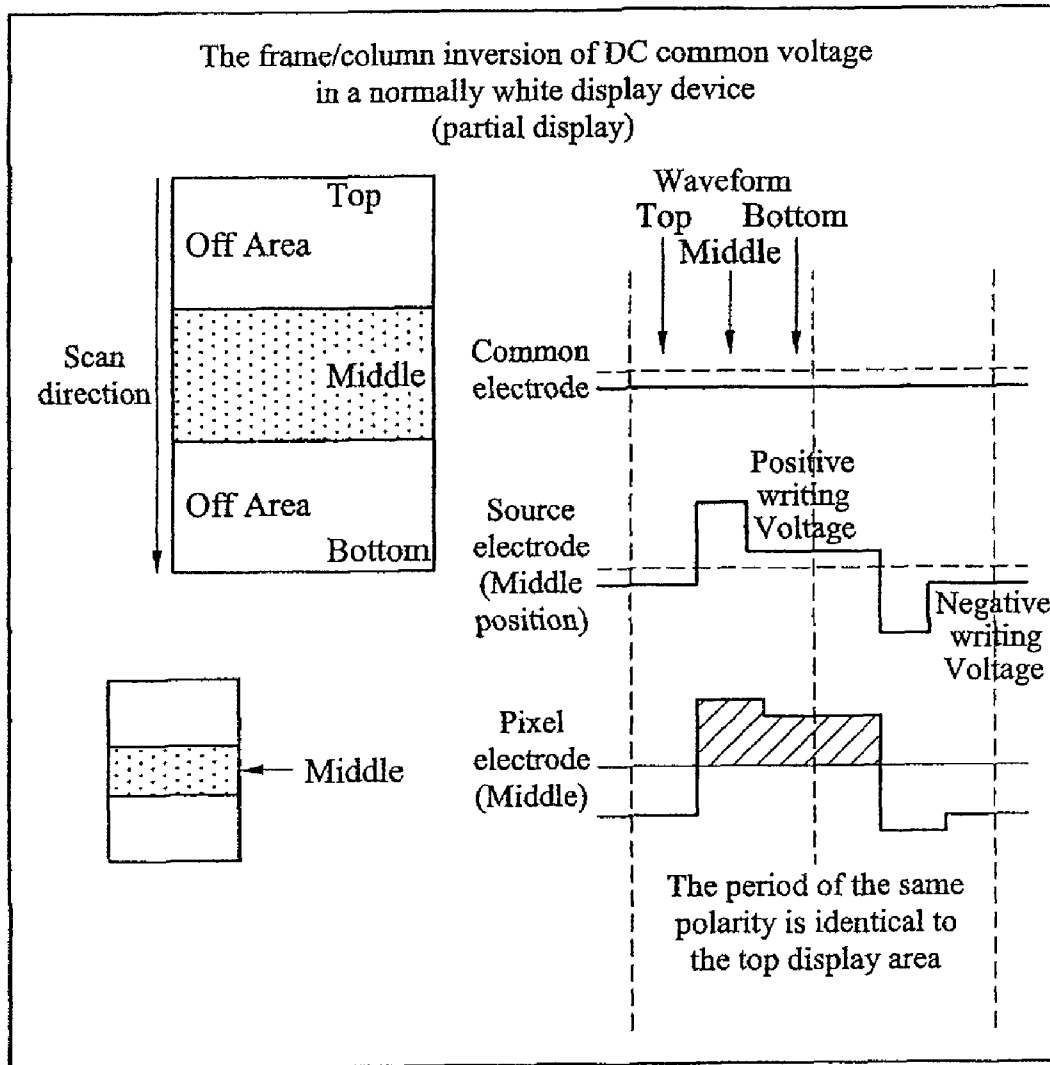 The frame/column inversion of DC common voltage
in a normally white display device
(partial display)
Top
Off Area
Middle
Off Area
Bottom
Scan
direction
Middle
Waveform
Top Bottom
Middle
Common
electrode
Positive
writing
Voltage
Source
electrode
(Middle
position)
Negative
writing
Voltage
Pixel
electrode
(Middle)
The period of the same
polarity is identical to
the top display area